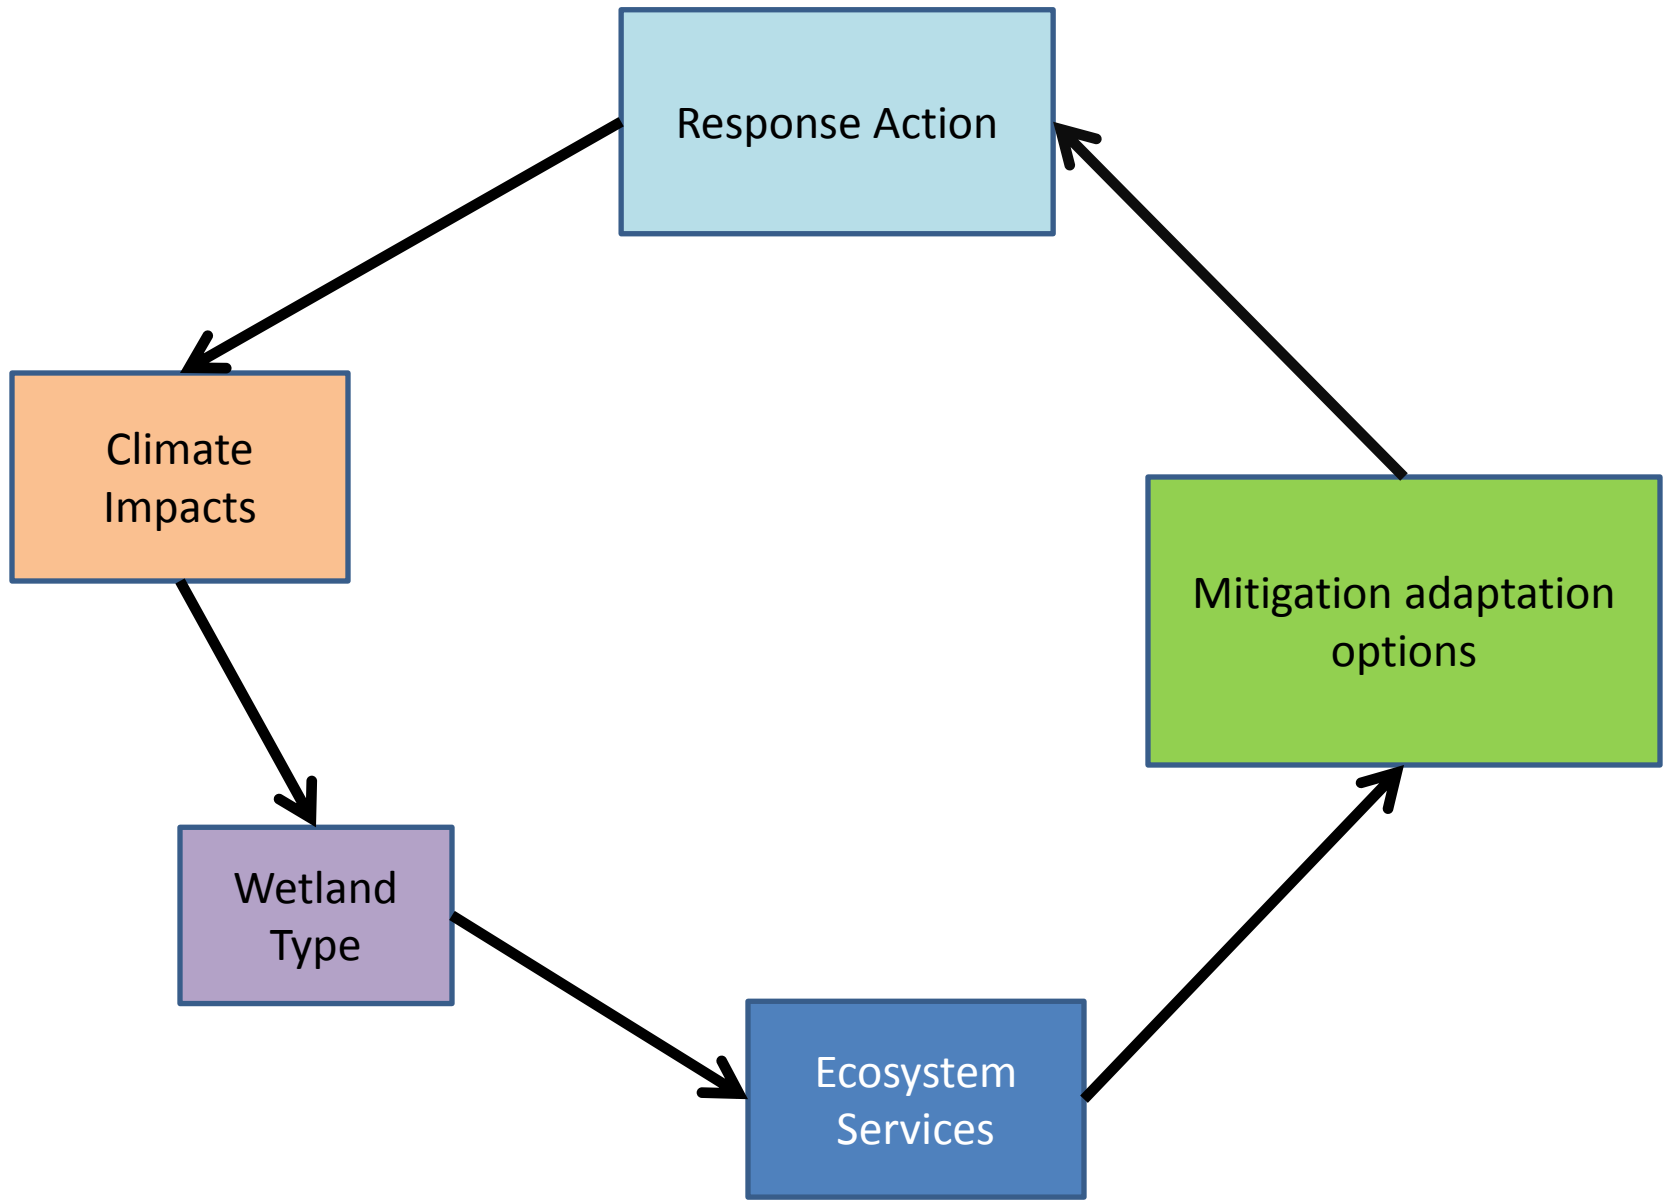 Response Action
Climate
Impacts
Mitigation adaptation
options
Wetland
Type
Ecosystem
Services